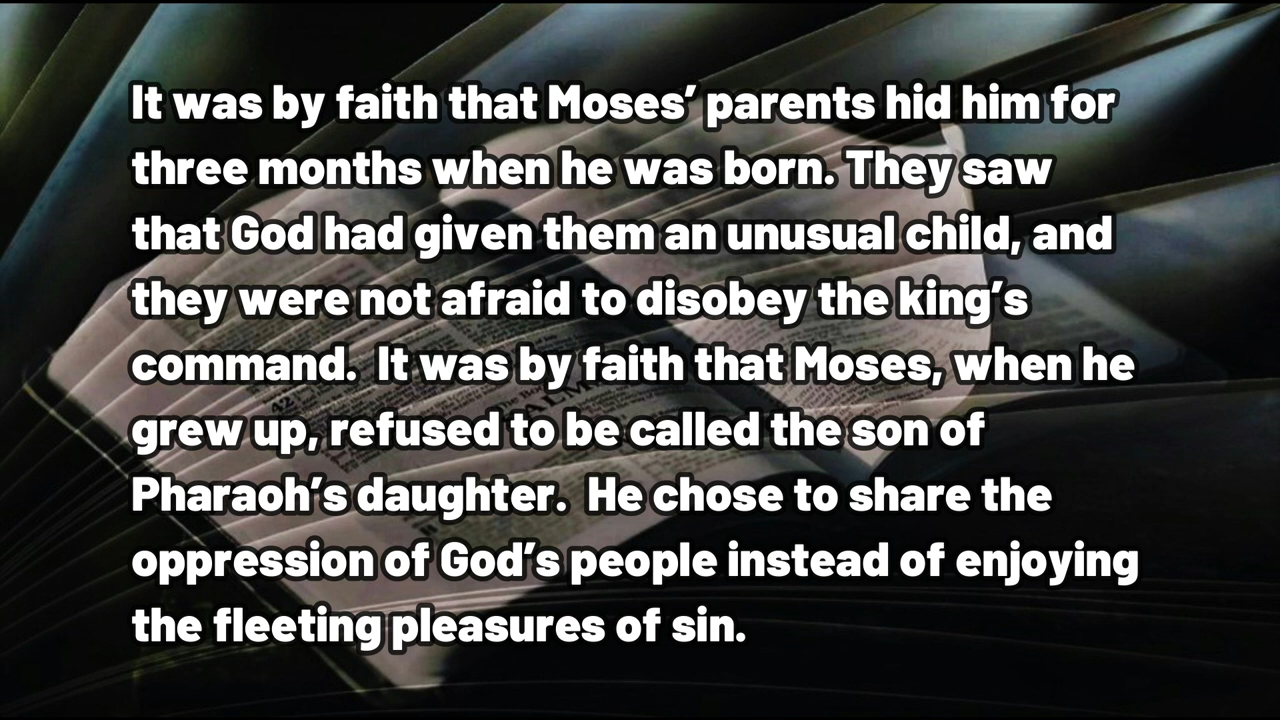 It was by faith that Moses’ parents hid him for
three months when he was born. They saw
that God had given them an unusual child, and
they were not afraid to disobey the king’s
command.  It was by faith that Moses, when he
grew up, refused to be called the son of
Pharaoh’s daughter.  He chose to share the
oppression of God’s people instead of enjoying
the fleeting pleasures of sin.